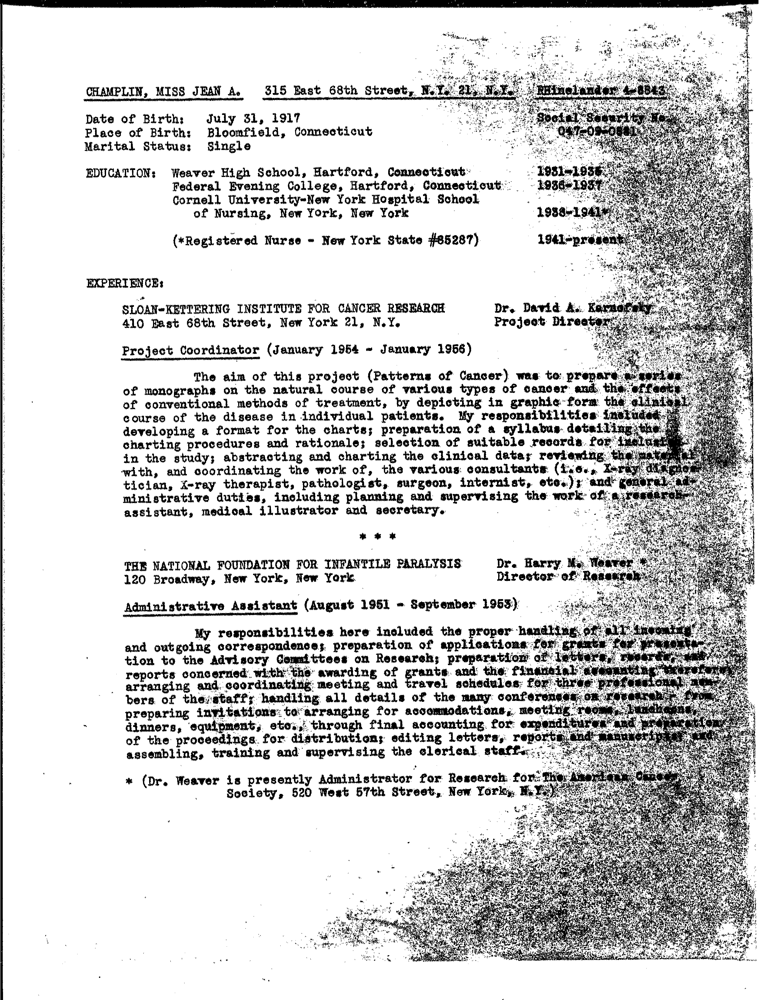 CHAMPLIN, MISS JEAN A. 315 East 68th Street, N.Y. 21, N.Y. RHinelander 4-8843
Date of Birth: July 31, 1917 Social Security No.
Place of Birth: Bloomfield, Connecticut
Marital Status: Single
EDUCATION: Weaver High School, Hartford, Connecticut 1931-1935
Federal Evening College, Hartford, Connecticut 1936-1937
Cornell University-New York Hospital School
of Nursing, New York, New York 1938-1941*
(*Registered Nurse - New York State #85287) 1941-present
EXPERIENCE:
SLOAN-KETTERING INSTITUTE FOR CANCER RESEARCH Dr. David A. Karnofsky
410 East 68th Street, New York 21, N.Y. Project Director
Project Coordinator (January 1954 - January 1956)
The aim of this project (Patterns of Cancer) was to prepare a series
of monographs on the natural course of various types of cancer and the effects
of conventional methods of treatment, by depicting in graphic form the clinical
course of the disease in individual patients. My responsibilities included
developing a format for the charts; preparation of a syllabus detailing the
charting procedures and rationale; selection of suitable records for inclusion
in the study; abstracting and charting the clinical data; reviewing the material
with, and coordinating the work of, the various consultants (i.e., X-ray diagnos-
tician, X-ray therapist, pathologist, surgeon, internist, etc.); and general ad-
ministrative duties, including planning and supervising the work of a research
assistant, medical illustrator and secretary.
* * *
THE NATIONAL FOUNDATION FOR INFANTILE PARALYSIS Dr. Harry M. Weaver *
120 Broadway, New York, New York Director of Research
Administrative Assistant (August 1951 - September 1953)
My responsibilities here included the proper handling of all incoming
and outgoing correspondence; preparation of applications for grants for presenta-
tion to the Advisory Committees on Research; preparation of letters, records, and
reports concerned with the awarding of grants and the financial accounting therefore;
arranging and coordinating meeting and travel schedules for three professional mem-
bers of the staff; handling all details of the many conferences on research, from
preparing invitations to arranging for accommodations, meeting rooms, luncheons,
dinners, equipment, etc., through final accounting for expenditures and preparation
of the proceedings for distribution; editing letters, reports and manuscripts; and
assembling, training and supervising the clerical staff.
* (Dr. Weaver is presently Administrator for Research for The American Cancer
Society, 520 West 57th Street, New York, N.Y.)